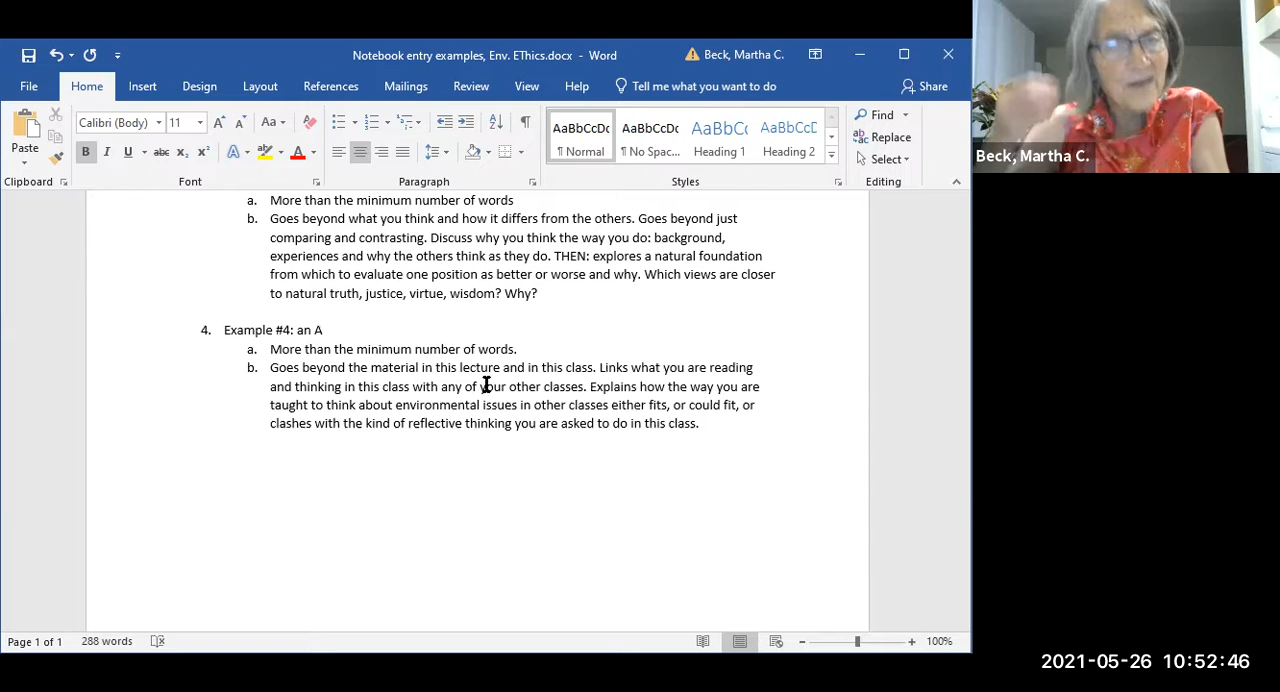 Notebook entry examples, Env. EThics.docx - Word
Beck, Martha C.
File Home Insert Design Layout References Mailings Review View Help Tell me what you want to do Share
Calibri (Body) 11
Paste
Clipboard Font Paragraph Styles Editing
AaBbCcDc AaBbCcDc AaBbCc AaBbCcD
¶ Normal ¶ No Spac... Heading 1 Heading 2
Find
Replace
Select
Beck, Martha C.
a. More than the minimum number of words
b. Goes beyond what you think and how it differs from the others. Goes beyond just
comparing and contrasting. Discuss why you think the way you do: background,
experiences and why the others think as they do. THEN: explores a natural foundation
from which to evaluate one position as better or worse and why. Which views are closer
to natural truth, justice, virtue, wisdom? Why?
4. Example #4: an A
a. More than the minimum number of words.
b. Goes beyond the material in this lecture and in this class. Links what you are reading
and thinking in this class with any of your other classes. Explains how the way you are
taught to think about environmental issues in other classes either fits, or could fit, or
clashes with the kind of reflective thinking you are asked to do in this class.
Page 1 of 1 288 words 100%
2021-05-26 10:52:46